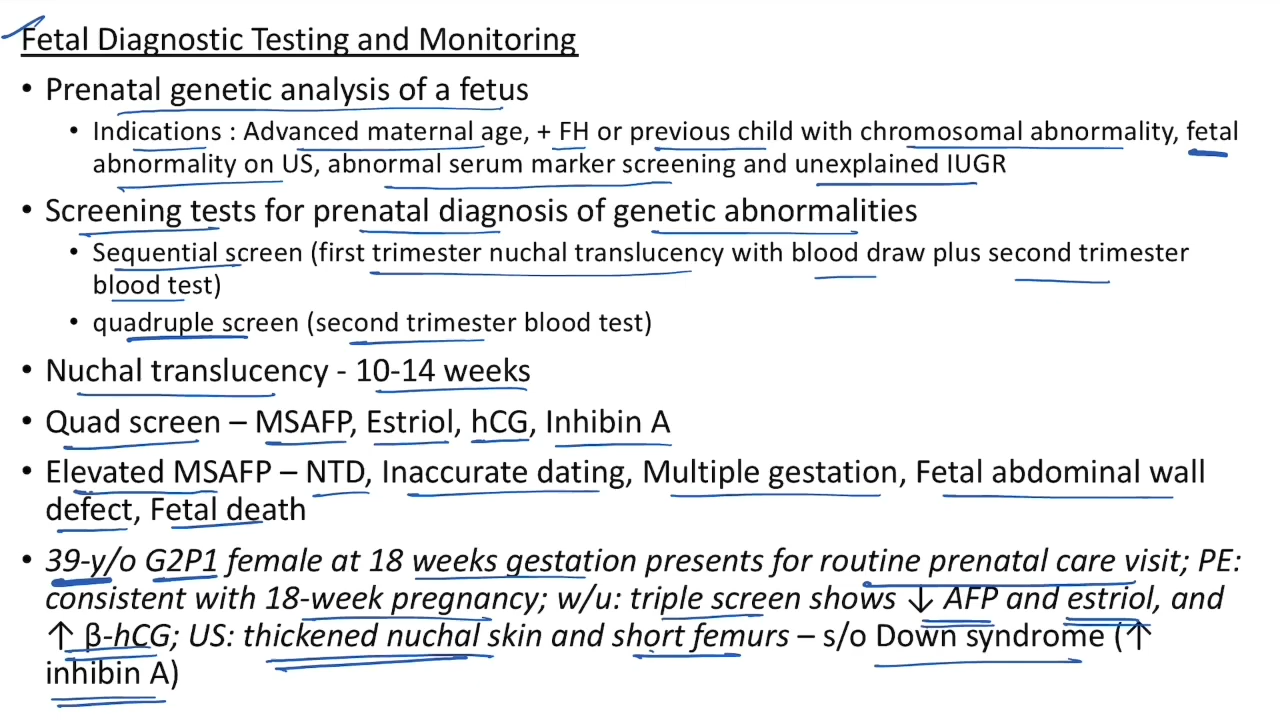 Fetal Diagnostic Testing and Monitoring
• Prenatal genetic analysis of a fetus
• Indications : Advanced maternal age, + FH or previous child with chromosomal abnormality, fetal
abnormality on US, abnormal serum marker screening and unexplained IUGR
• Screening tests for prenatal diagnosis of genetic abnormalities
• Sequential screen (first trimester nuchal translucency with blood draw plus second trimester
blood test)
• quadruple screen (second trimester blood test)
• Nuchal translucency - 10-14 weeks
• Quad screen – MSAFP, Estriol, hCG, Inhibin A
• Elevated MSAFP – NTD, Inaccurate dating, Multiple gestation, Fetal abdominal wall
defect, Fetal death
• 39-y/o G2P1 female at 18 weeks gestation presents for routine prenatal care visit; PE:
consistent with 18-week pregnancy; w/u: triple screen shows ↓ AFP and estriol, and
↑ β-hCG; US: thickened nuchal skin and short femurs – s/o Down syndrome (↑
inhibin A)